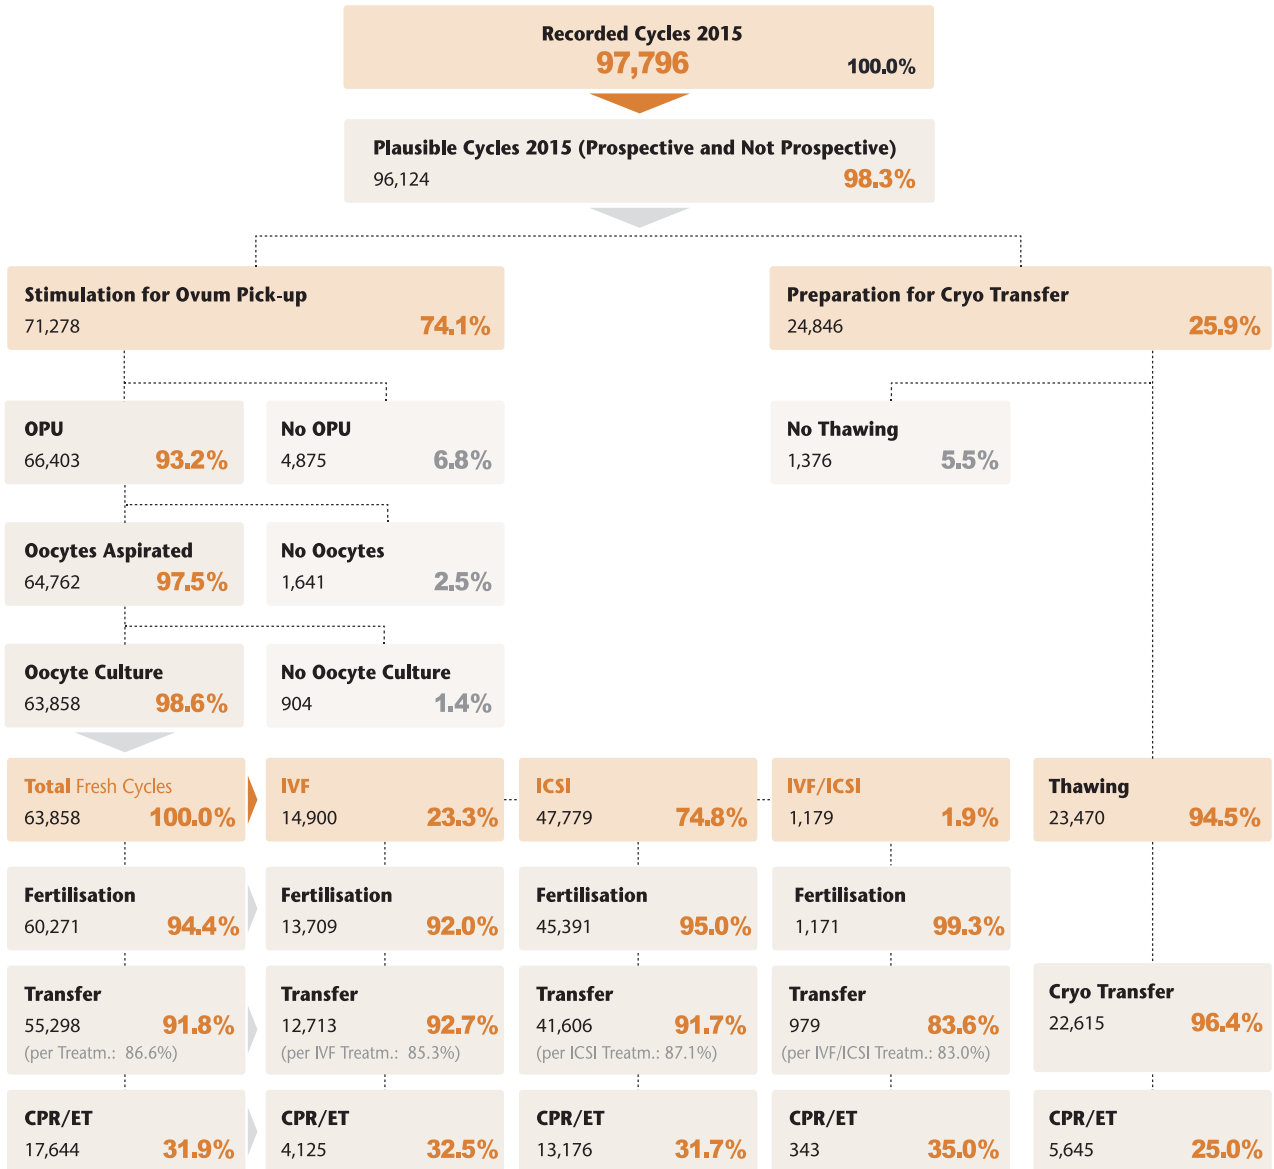 Recorded Cycles 2015
97,796 100.0%
Plausible Cycles 2015 (Prospective and Not Prospective)
96,124 98.3%
Stimulation for Ovum Pick-up
71,278 74.1%
Preparation for Cryo Transfer
24,846 25.9%
OPU
66,403 93.2%
No OPU
4,875 6.8%
No Thawing
1,376 5.5%
Oocytes Aspirated
64,762 97.5%
No Oocytes
1,641 2.5%
Oocyte Culture
63,858 98.6%
No Oocyte Culture
904 1.4%
Total Fresh Cycles
63,858 100.0%
IVF
14,900 23.3%
ICSI
47,779 74.8%
IVF/ICSI
1,179 1.9%
Thawing
23,470 94.5%
Fertilisation
60,271 94.4%
Fertilisation
13,709 92.0%
Fertilisation
45,391 95.0%
Fertilisation
1,171 99.3%
Transfer
55,298 91.8%
(per Treatm.: 86.6%)
Transfer
12,713 92.7%
(per IVF Treatm.: 85.3%)
Transfer
41,606 91.7%
(per ICSI Treatm.: 87.1%)
Transfer
979 83.6%
(per IVF/ICSI Treatm.: 83.0%)
Cryo Transfer
22,615 96.4%
CPR/ET
17,644 31.9%
CPR/ET
4,125 32.5%
CPR/ET
13,176 31.7%
CPR/ET
343 35.0%
CPR/ET
5,645 25.0%